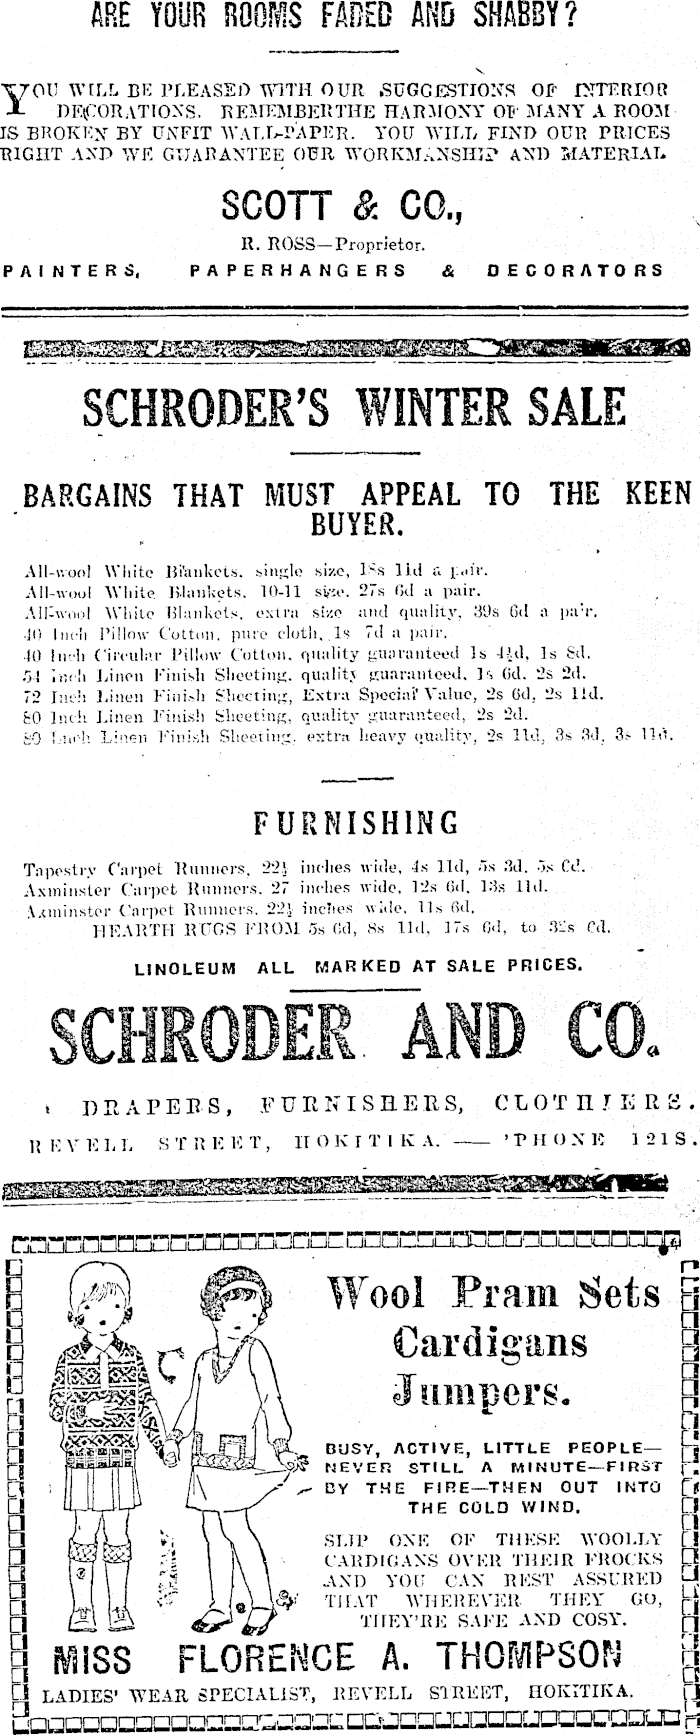 ARE YOUR ROOMS FADED AND SHABBY?
YOU WILL BE PLEASED WITH OUR SUGGESTIONS OF INTERIOR
DECORATIONS. REMEMBER THE HARMONY OF MANY A ROOM
IS BROKEN BY UNFIT WALL-PAPER. YOU WILL FIND OUR PRICES
RIGHT AND WE GUARANTEE OUR WORKMANSHIP AND MATERIAL
SCOTT & CO.,
R. ROSS—Proprietor.
PAINTERS, PAPERHANGERS & DECORATORS
SCHRODER'S WINTER SALE
BARGAINS THAT MUST APPEAL TO THE KEEN
BUYER.
All-wool White Blankets, single size, 18s 11d a pair.
All-wool White Blankets, 10-11 size, 27s 6d a pair.
All-wool White Blankets, extra size and quality, 39s 6d a pair.
40 Inch Pillow Cotton, pure cloth, 1s 7d a pair.
40 Inch Circular Pillow Cotton, quality guaranteed 1s 4½d, 1s 8d.
54 Inch Linen Finish Sheeting, quality guaranteed, 1s 6d. 2s 2d.
72 Inch Linen Finish Sheeting, Extra Special Value, 2s 6d, 2s 11d.
80 Inch Linen Finish Sheeting, quality guaranteed, 2s 2d.
80 Inch Linen Finish Sheeting, extra heavy quality, 2s 11d, 3s 3d, 3s 11d.
FURNISHING
Tapestry Carpet Runners, 22½ inches wide, 4s 11d, 5s 3d. 5s 6d.
Axminster Carpet Runners. 27 inches wide, 12s 6d, 13s 11d.
Axminster Carpet Runners. 22½ inches wide, 11s 6d.
HEARTH RUGS FROM 5s 6d, 8s 11d, 17s 6d, to 32s 6d.
LINOLEUM ALL MARKED AT SALE PRICES.
SCHRODER AND CO.
DRAPERS, FURNISHERS, CLOTHIERS.
REVELL STREET, HOKITIKA. — 'PHONE 121S.
Wool Pram Sets
Cardigans
Jumpers.
BUSY, ACTIVE, LITTLE PEOPLE—
NEVER STILL A MINUTE—FIRST
BY THE FIRE—THEN OUT INTO
THE COLD WIND.
SLIP ONE OF THESE WOOLLY
CARDIGANS OVER THEIR FROCKS
AND YOU CAN REST ASSURED
THAT WHEREVER THEY GO,
THEY'RE SAFE AND COSY.
MISS FLORENCE A. THOMPSON
LADIES' WEAR SPECIALIST, REVELL STREET, HOKITIKA.